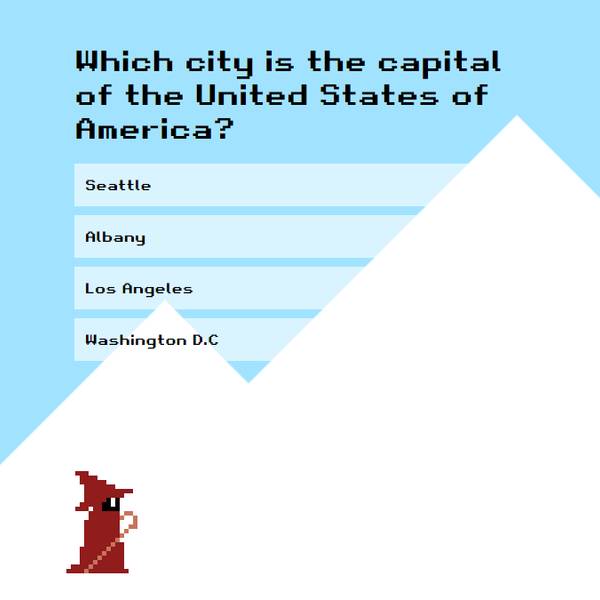 Which city is the capital
of the United States of
America?
Seattle
Albany
Los Angeles
Washington D.C